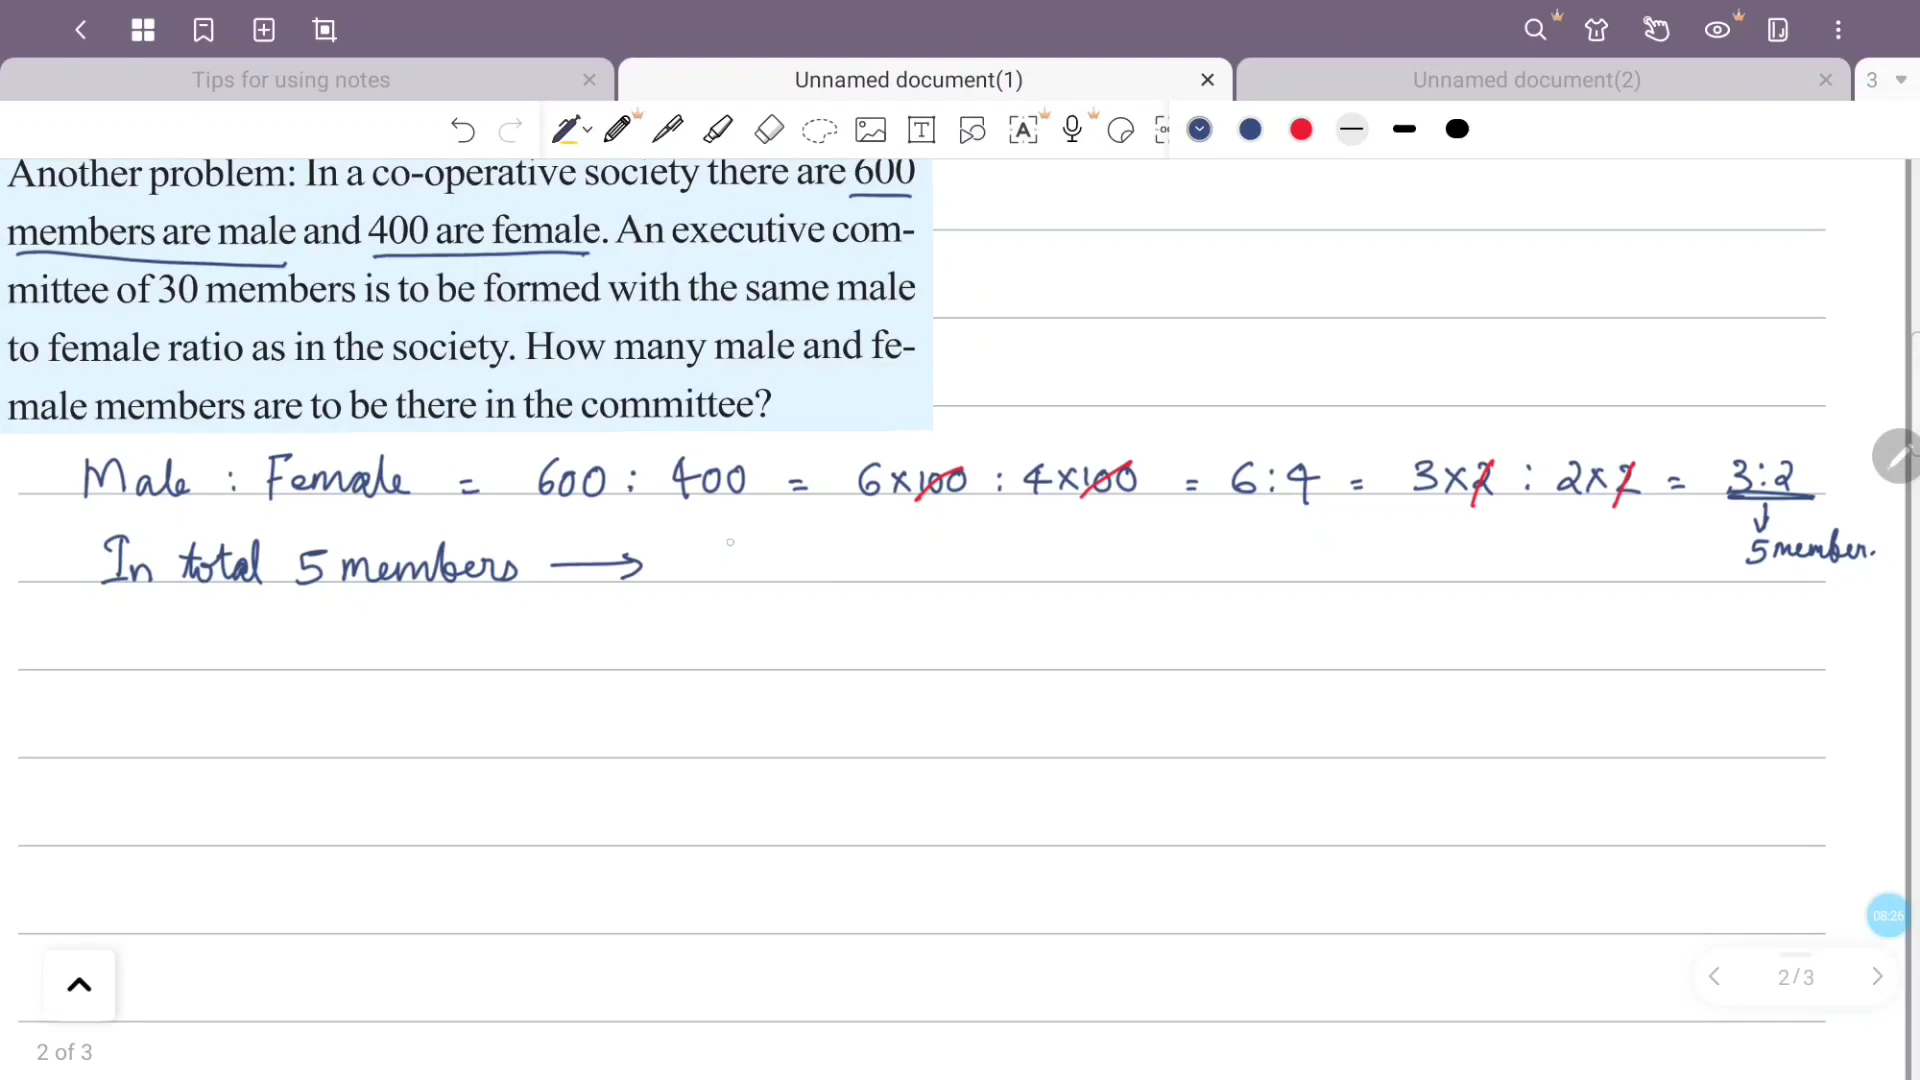 Tips for using notes
Unnamed document(1)
Unnamed document(2)
3
Another problem: In a co-operative society there are 600
members are male and 400 are female. An executive com-
mittee of 30 members is to be formed with the same male
to female ratio as in the society. How many male and fe-
male members are to be there in the committee?
Male : Female = 600 : 400 = 6×100 : 4×100 = 6:4 = 3×2 : 2×2 = 3:2
5 member.
In total 5 members →
08:26
2/3
2 of 3